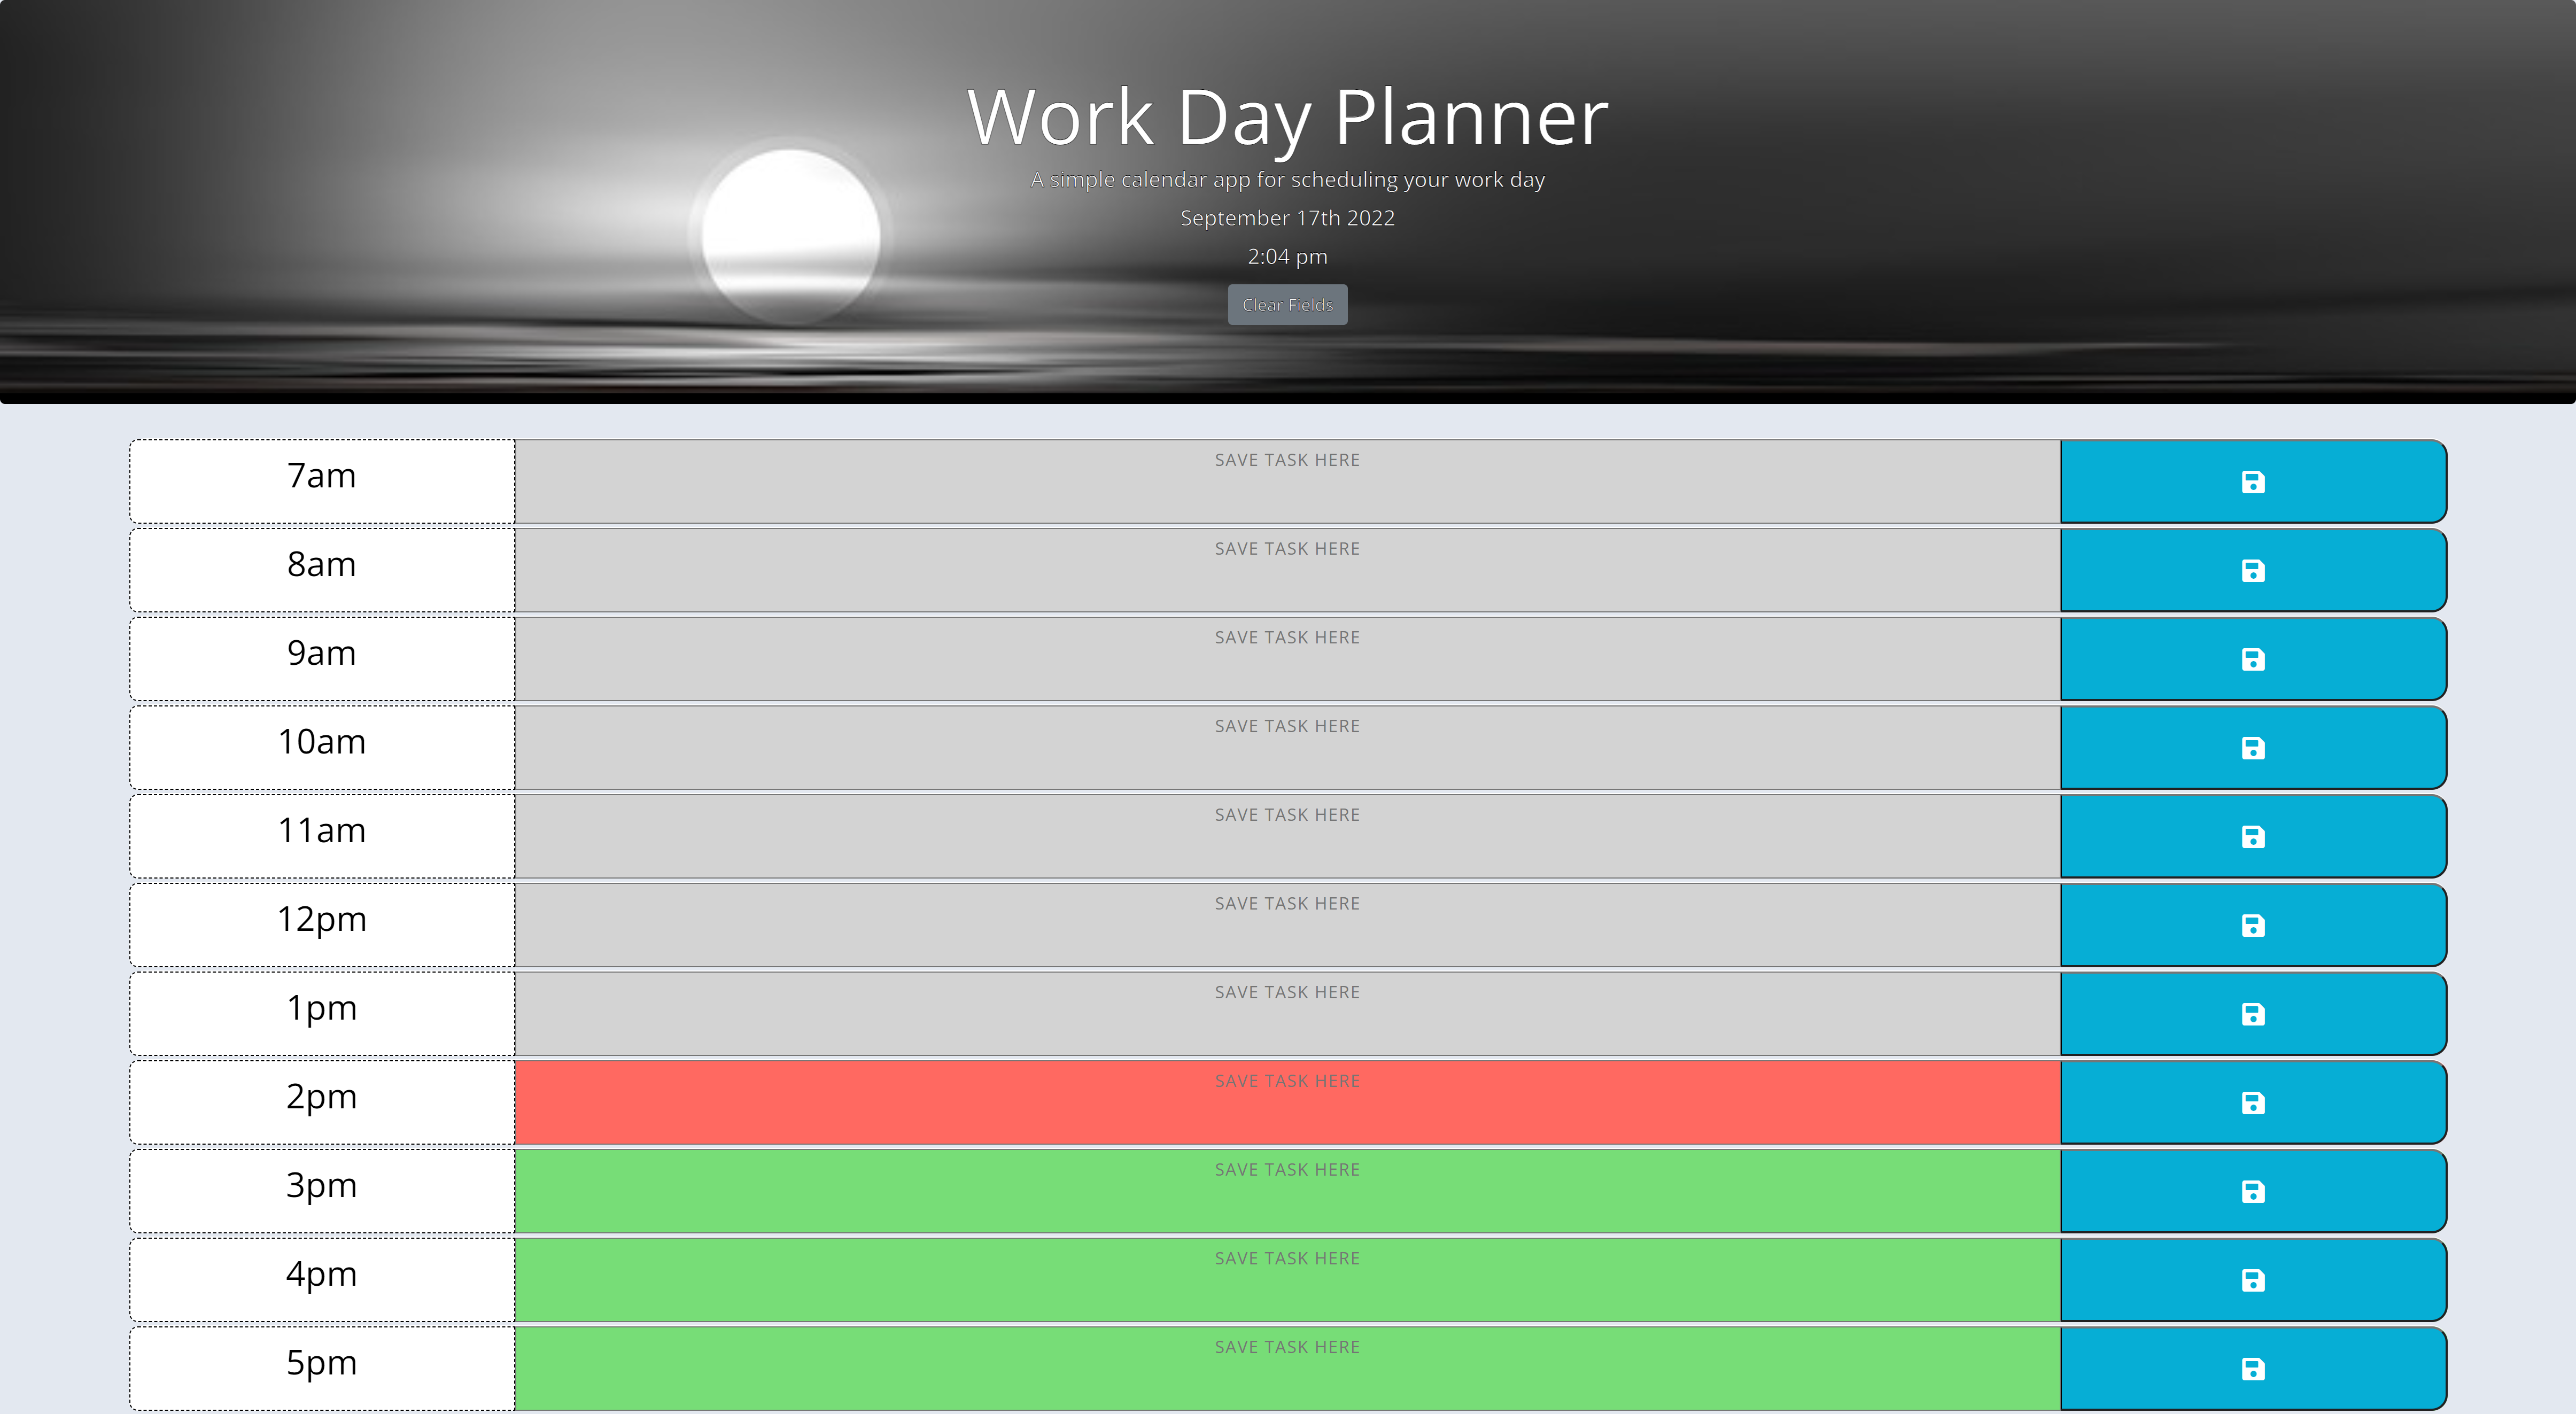 Work Day Planner
A simple calendar app for scheduling your work day
September 17th 2022
2:04 pm
Clear Fields
7am SAVE TASK HERE
8am SAVE TASK HERE
9am SAVE TASK HERE
10am SAVE TASK HERE
11am SAVE TASK HERE
12pm SAVE TASK HERE
1pm SAVE TASK HERE
2pm SAVE TASK HERE
3pm SAVE TASK HERE
4pm SAVE TASK HERE
5pm SAVE TASK HERE